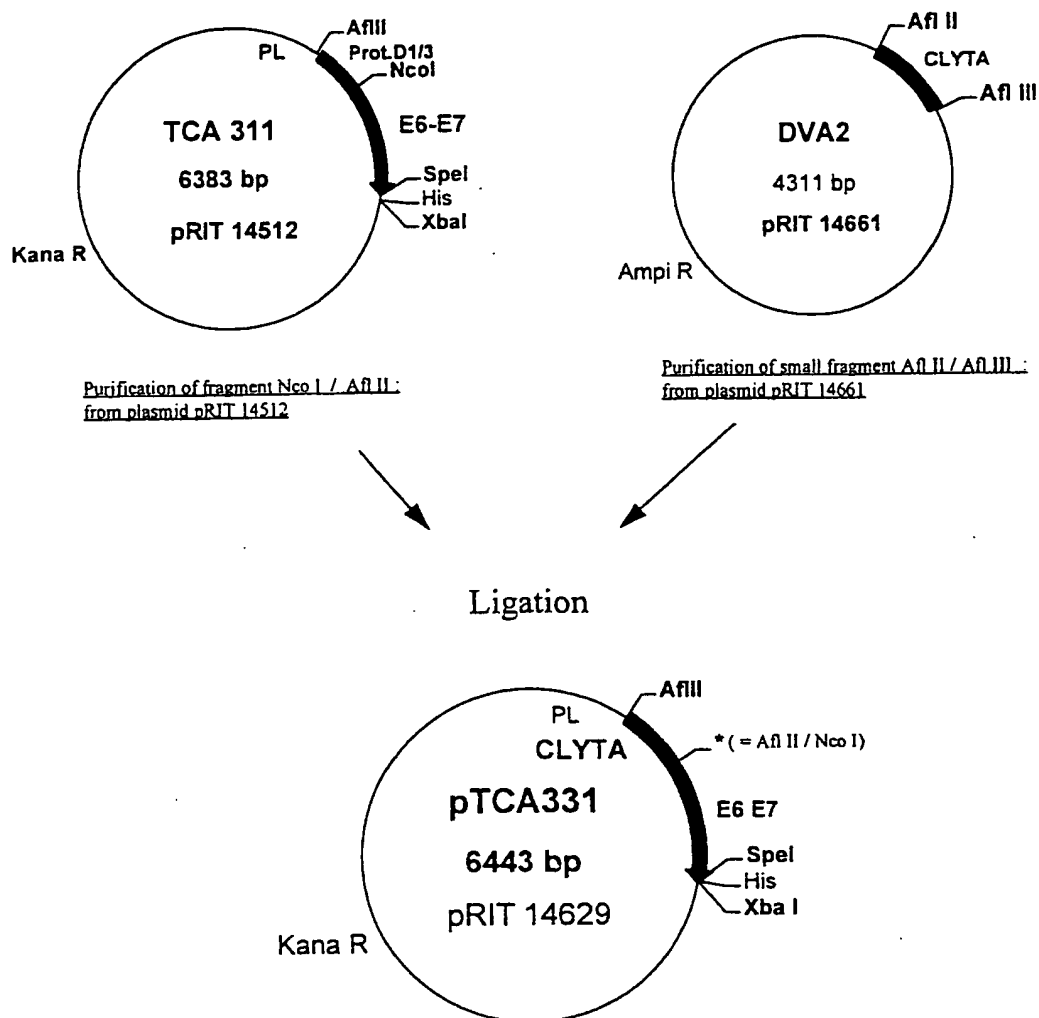 AflII
PL
Prot.D1/3
NcoI
E6-E7
TCA 311
6383 bp
pRIT 14512
SpeI
His
XbaI
Kana R
Afl II
CLYTA
Afl III
DVA2
4311 bp
pRIT 14661
Ampi R
Purification of fragment Nco I / Afl II :
from plasmid pRIT 14512
Purification of small fragment Afl II / Afl III :
from plasmid pRIT 14661
Ligation
AflII
PL
CLYTA
* ( = Afl II / Nco I)
pTCA331
E6 E7
6443 bp
pRIT 14629
SpeI
His
Xba I
Kana R